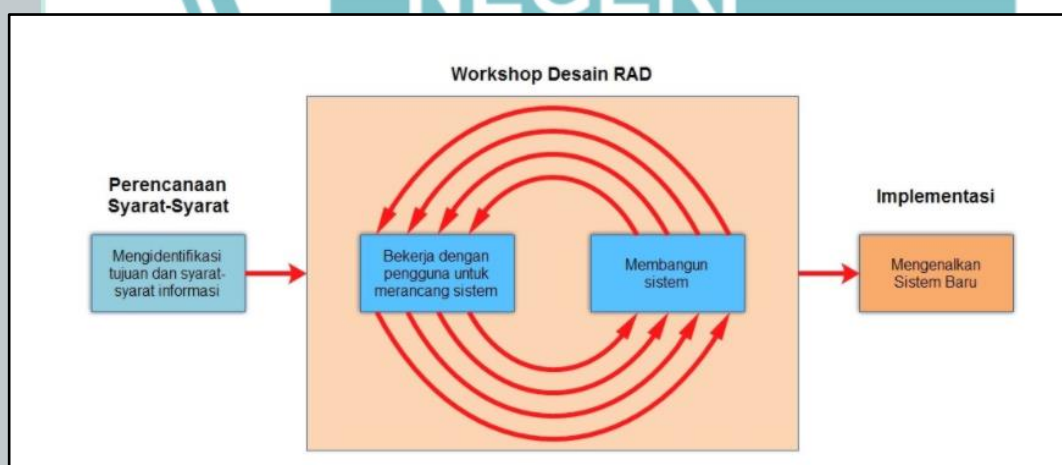 NEGERI
Workshop Desain RAD
Perencanaan
Syarat-Syarat
Mengidentifikasi
tujuan dan syarat-
syarat informasi
Bekerja dengan
pengguna untuk
merancang sistem
Membangun
sistem
Implementasi
Mengenalkan
Sistem Baru